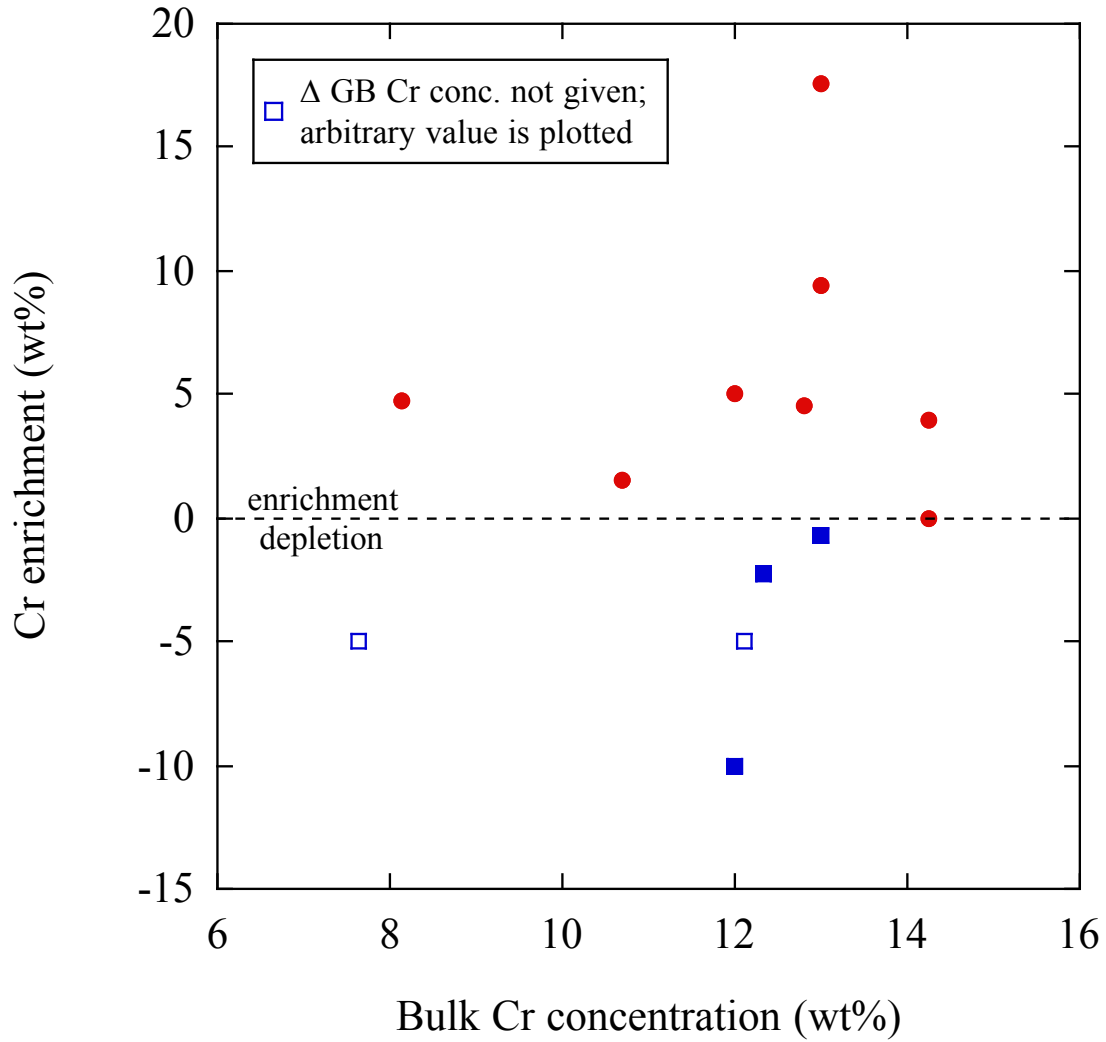 20
15
10
5
0
-5
-10
-15
Δ GB Cr conc. not given;
arbitrary value is plotted
enrichment
depletion
Cr enrichment (wt%)
6
8
10
12
14
16
Bulk Cr concentration (wt%)